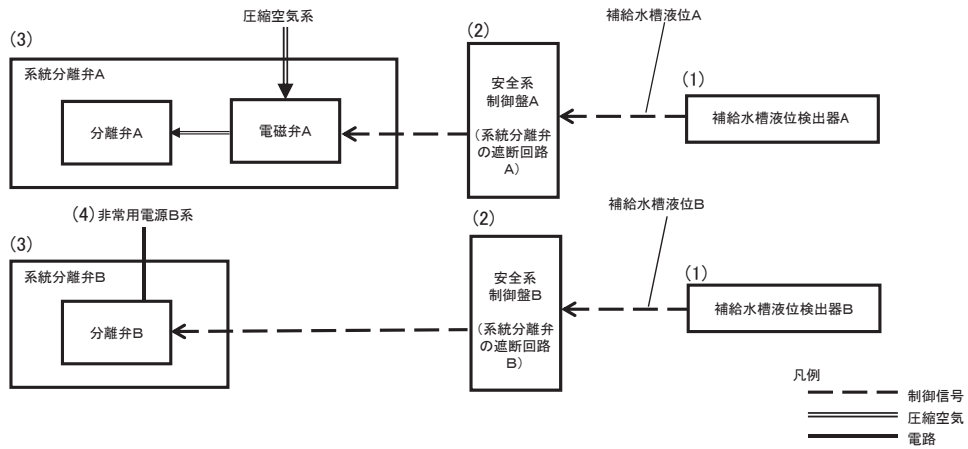 圧縮空気系
補給水槽液位A
(3)
(2)
系統分離弁A
(1)
安全系
制御盤A
(系統分離弁
の遮断回路
A)
分離弁A
電磁弁A
補給水槽液位検出器A
(4)非常用電源B系
補給水槽液位B
(3)
(2)
系統分離弁B
(1)
安全系
制御盤B
(系統分離弁
の遮断回路
B)
分離弁B
補給水槽液位検出器B
凡例
制御信号
圧縮空気
電路